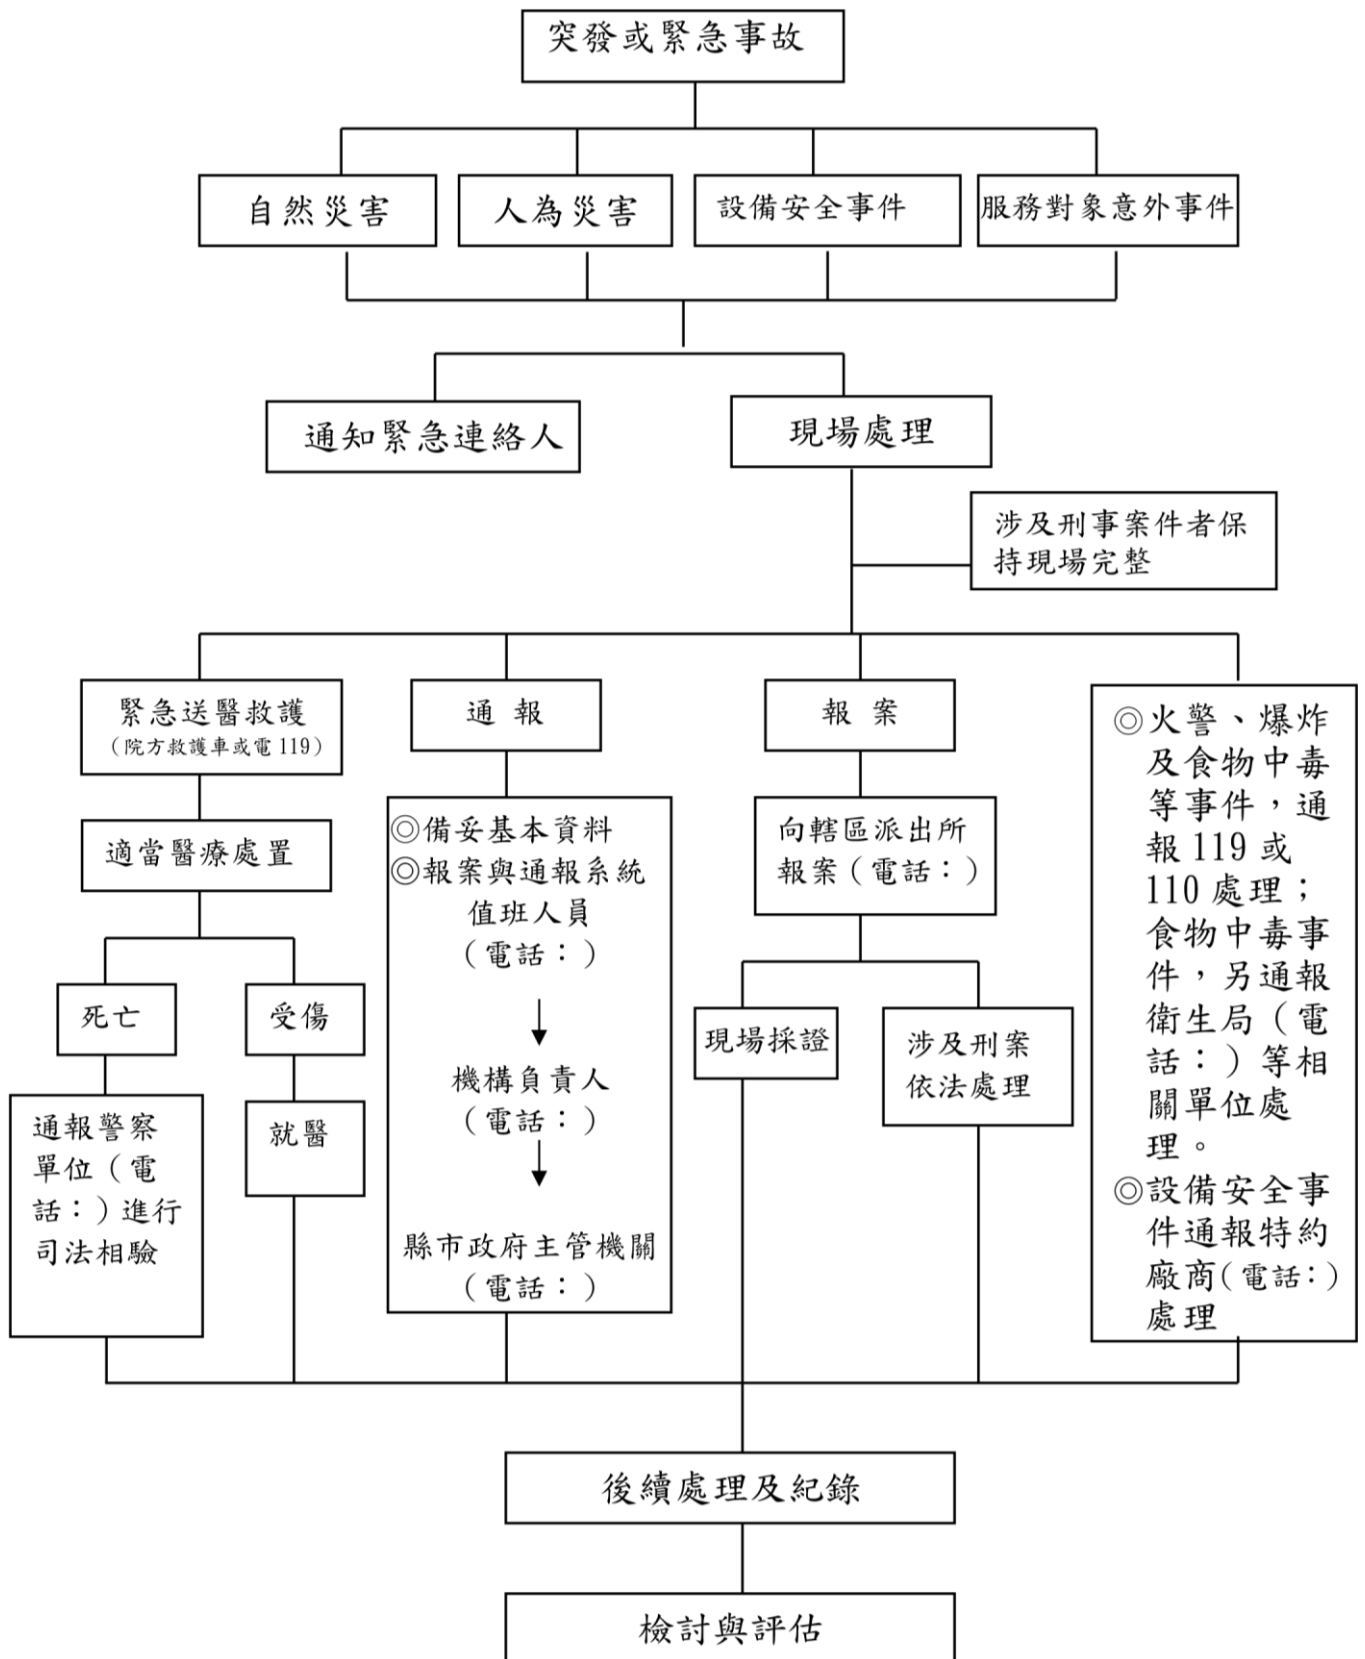 突發或緊急事故
自然災害
人為災害
設備安全事件
服務對象意外事件
通知緊急連絡人
現場處理
涉及刑事案件者保
持現場完整
緊急送醫救護
（院方救護車或電 119）
適當醫療處置
死亡
受傷
通報警察
單位（電
話：）進行
司法相驗
就醫
通 報
◎備妥基本資料
◎報案與通報系統
值班人員
（電話：）
機構負責人
（電話：）
縣市政府主管機關
（電話：）
報 案
向轄區派出所
報案（電話：）
現場採證
涉及刑案
依法處理
◎火警、爆炸
及食物中毒
等事件，通
報 119 或
110 處理；
食物中毒事
件，另通報
衛生局（電
話：）等相
關單位處
理。
◎設備安全事
件通報特約
廠商(電話：)
處理
後續處理及紀錄
檢討與評估